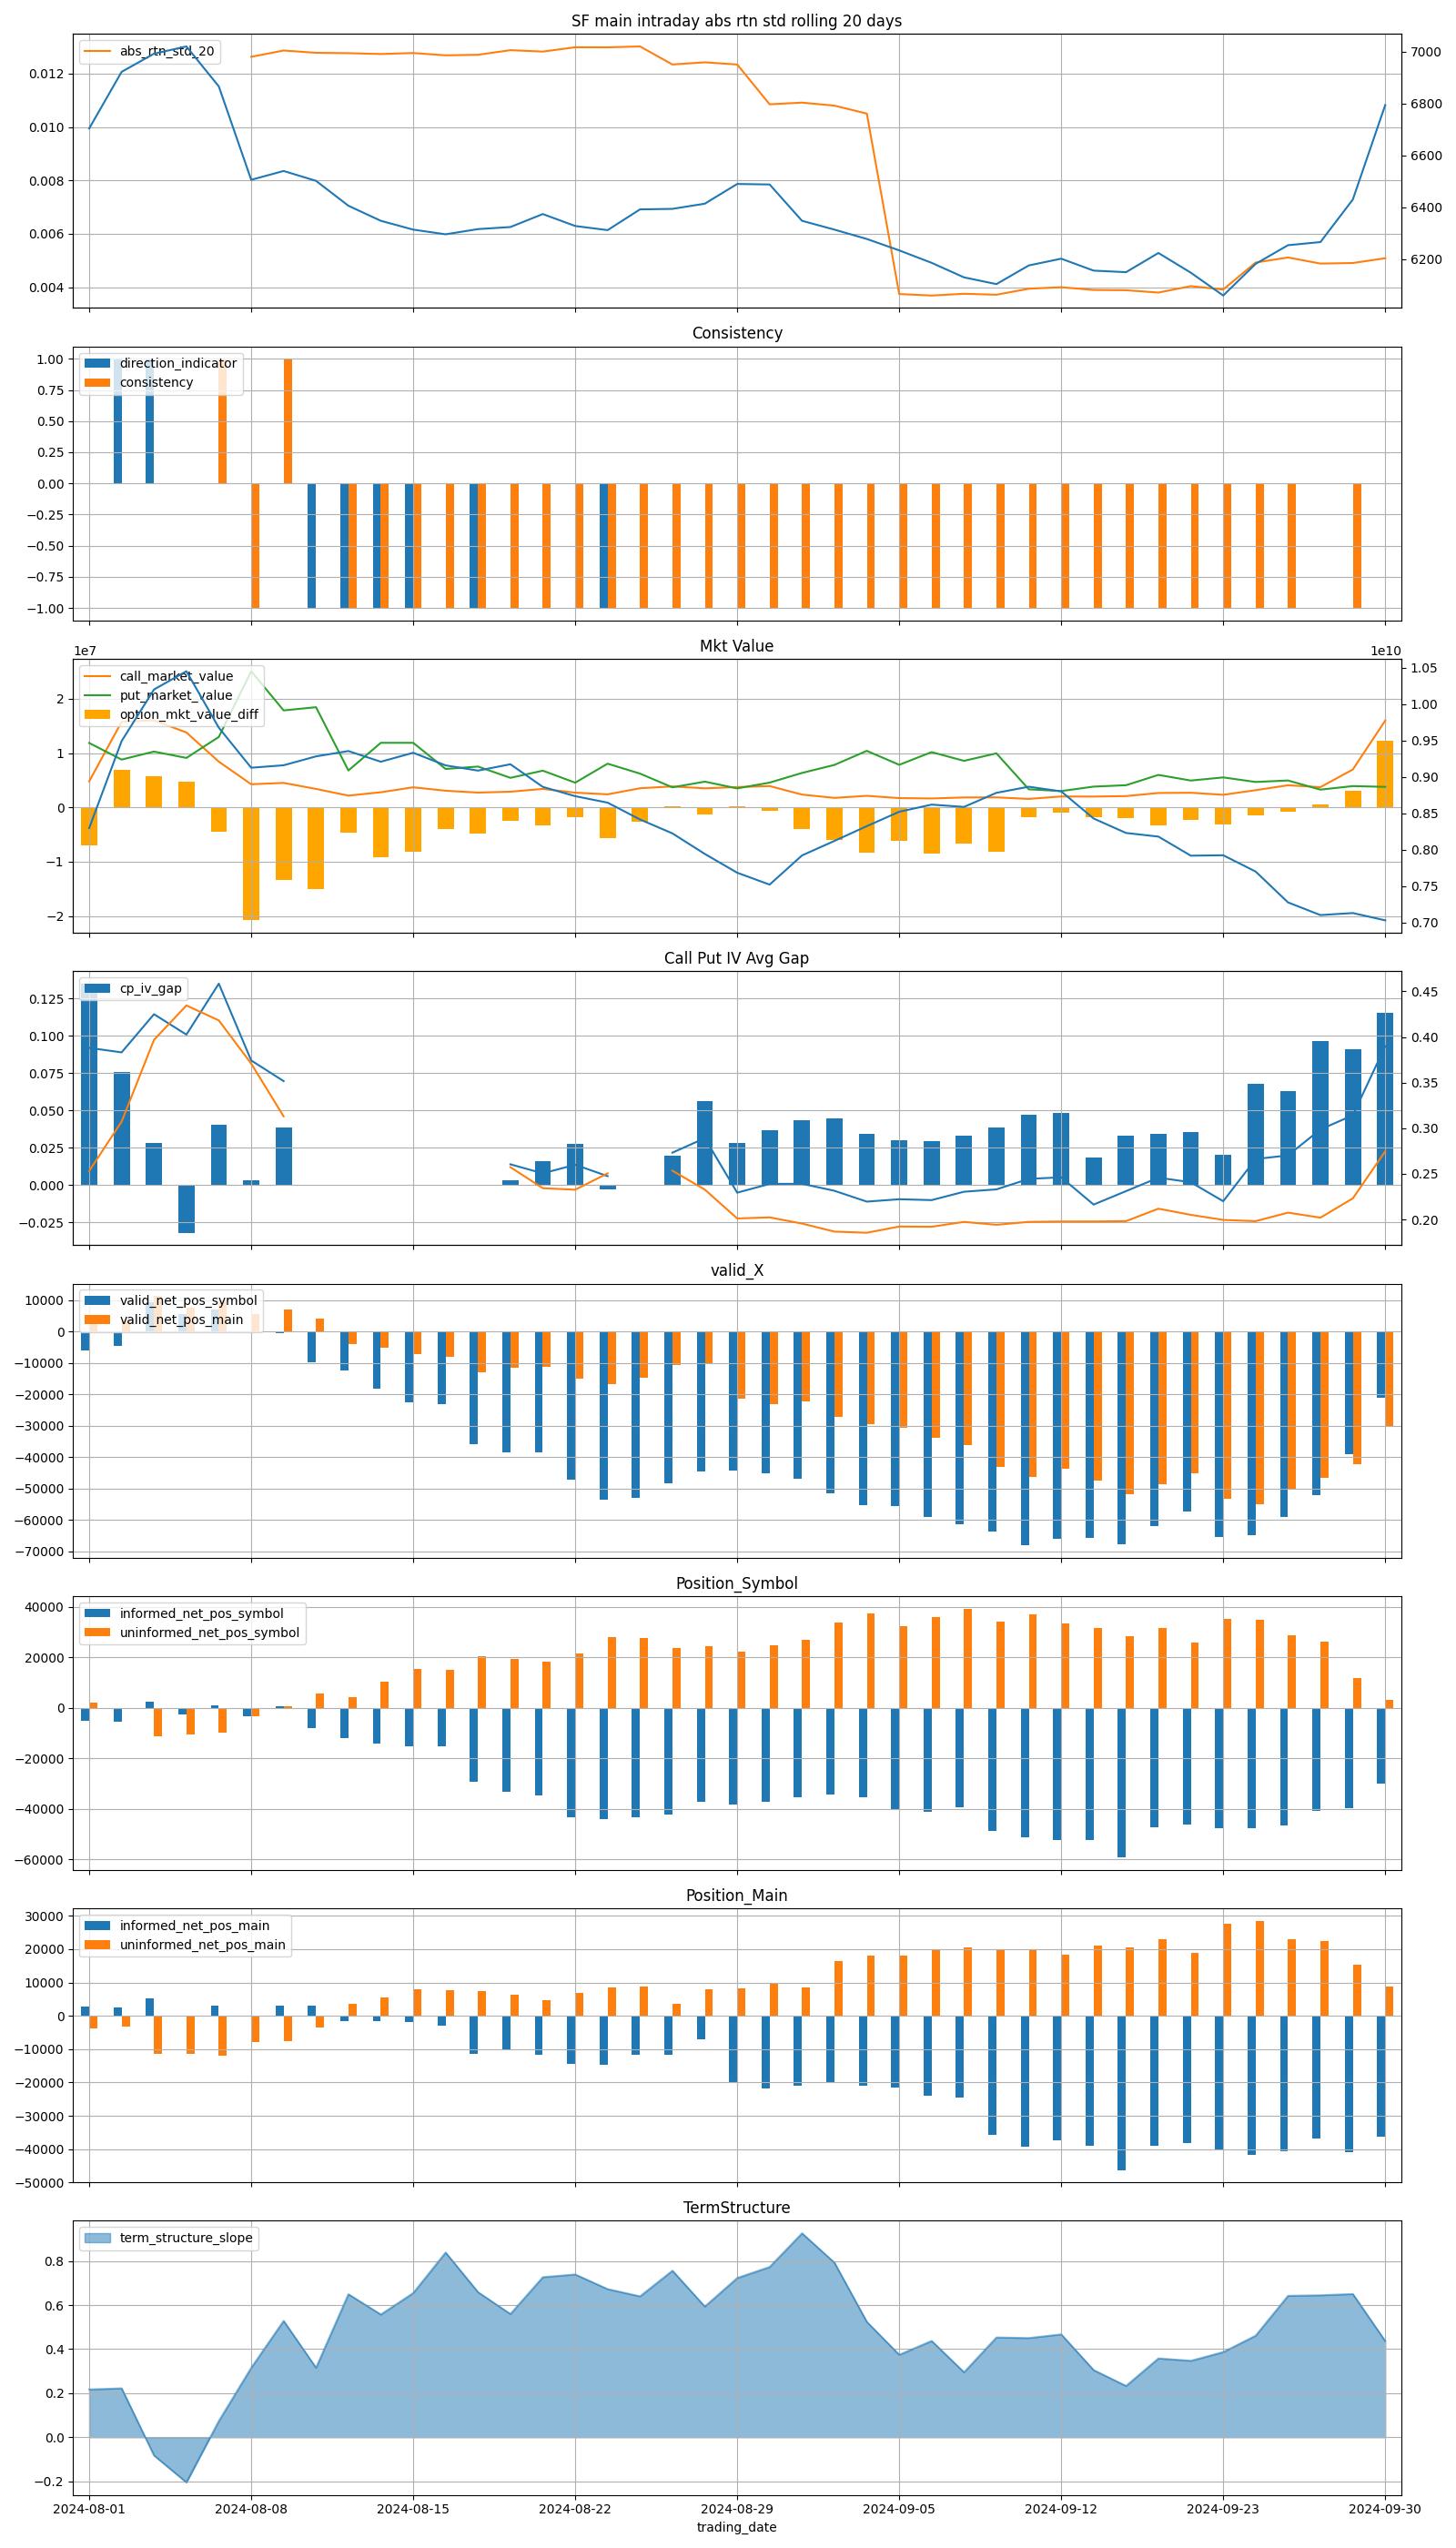 SF main intraday abs rtn std rolling 20 days
abs_rtn_std_20
0.012
0.010
0.008
0.006
0.004
7000
6800
6600
6400
6200
Consistency
direction_indicator
consistency
1.00
0.75
0.50
0.25
0.00
−0.25
−0.50
−0.75
−1.00
Mkt Value
1e7
1e10
call_market_value
put_market_value
option_mkt_value_diff
2
1
0
−1
−2
1.05
1.00
0.95
0.90
0.85
0.80
0.75
0.70
Call Put IV Avg Gap
cp_iv_gap
0.125
0.100
0.075
0.050
0.025
0.000
−0.025
0.45
0.40
0.35
0.30
0.25
0.20
valid_X
valid_net_pos_symbol
valid_net_pos_main
10000
0
−10000
−20000
−30000
−40000
−50000
−60000
−70000
Position_Symbol
informed_net_pos_symbol
uninformed_net_pos_symbol
40000
20000
0
−20000
−40000
−60000
Position_Main
informed_net_pos_main
uninformed_net_pos_main
30000
20000
10000
0
−10000
−20000
−30000
−40000
−50000
TermStructure
term_structure_slope
0.8
0.6
0.4
0.2
0.0
−0.2
2024-08-01 2024-08-08 2024-08-15 2024-08-22 2024-08-29 2024-09-05 2024-09-12 2024-09-23 2024-09-30
trading_date